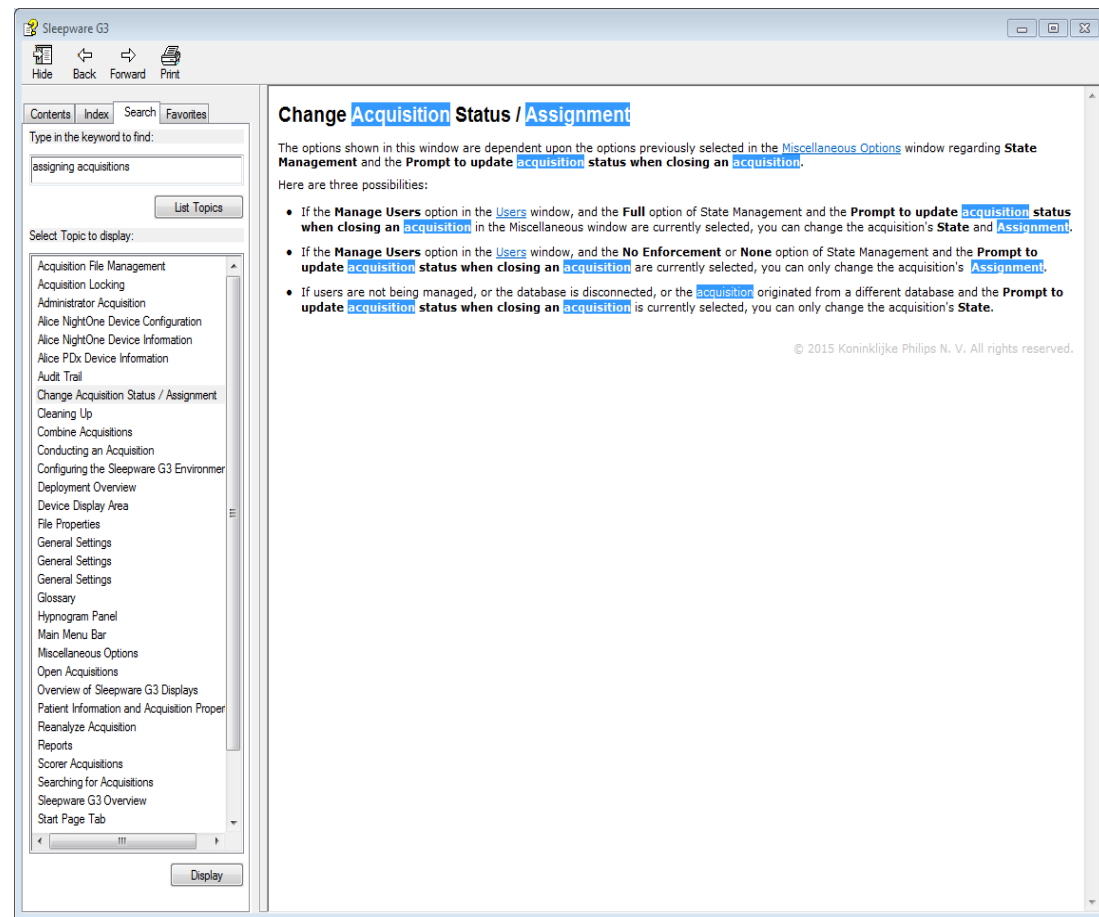 Sleepware G3
Hide Back Forward Print
Contents Index Search Favorites
Type in the keyword to find:
assigning acquisitions
List Topics
Select Topic to display:
Acquisition File Management
Acquisition Locking
Administrator Acquisition
Alice NightOne Device Configuration
Alice NightOne Device Information
Alice PDx Device Information
Audit Trail
Change Acquisition Status / Assignment
Cleaning Up
Combine Acquisitions
Conducting an Acquisition
Configuring the Sleepware G3 Environmer
Deployment Overview
Device Display Area
File Properties
General Settings
General Settings
General Settings
Glossary
Hypnogram Panel
Main Menu Bar
Miscellaneous Options
Open Acquisitions
Overview of Sleepware G3 Displays
Patient Information and Acquisition Proper
Reanalyze Acquisition
Reports
Scorer Acquisitions
Searching for Acquisitions
Sleepware G3 Overview
Start Page Tab
Display
Change Acquisition Status / Assignment
The options shown in this window are dependent upon the options previously selected in the Miscellaneous Options window regarding State
Management and the Prompt to update acquisition status when closing an acquisition.
Here are three possibilities:
• If the Manage Users option in the Users window, and the Full option of State Management and the Prompt to update acquisition status
when closing an acquisition in the Miscellaneous window are currently selected, you can change the acquisition's State and Assignment.
• If the Manage Users option in the Users window, and the No Enforcement or None option of State Management and the Prompt to
update acquisition status when closing an acquisition are currently selected, you can only change the acquisition's Assignment.
• If users are not being managed, or the database is disconnected, or the acquisition originated from a different database and the Prompt to
update acquisition status when closing an acquisition is currently selected, you can only change the acquisition's State.
© 2015 Koninklijke Philips N. V. All rights reserved.